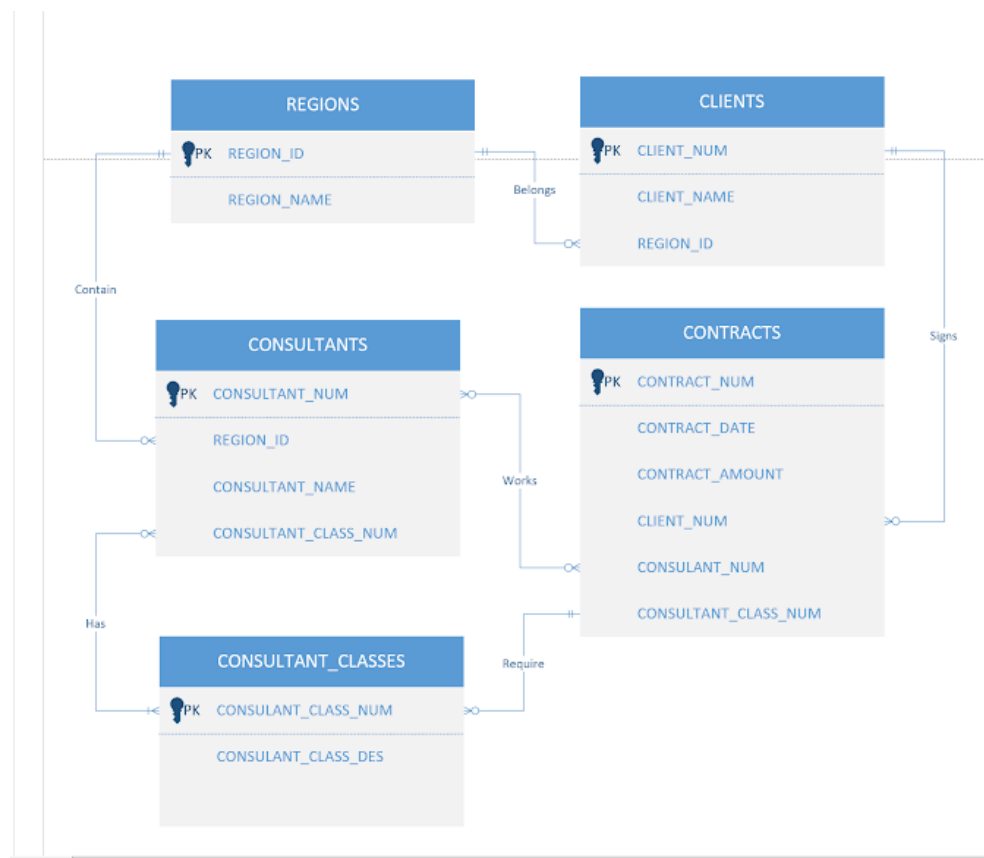 REGIONS
PK REGION_ID
REGION_NAME
CLIENTS
PK CLIENT_NUM
CLIENT_NAME
REGION_ID
Belongs
Contain
Signs
CONSULTANTS
PK CONSULTANT_NUM
REGION_ID
CONSULTANT_NAME
CONSULTANT_CLASS_NUM
CONTRACTS
PK CONTRACT_NUM
CONTRACT_DATE
CONTRACT_AMOUNT
CLIENT_NUM
CONSULANT_NUM
CONSULTANT_CLASS_NUM
Works
Has
Require
CONSULTANT_CLASSES
PK CONSULANT_CLASS_NUM
CONSULANT_CLASS_DES